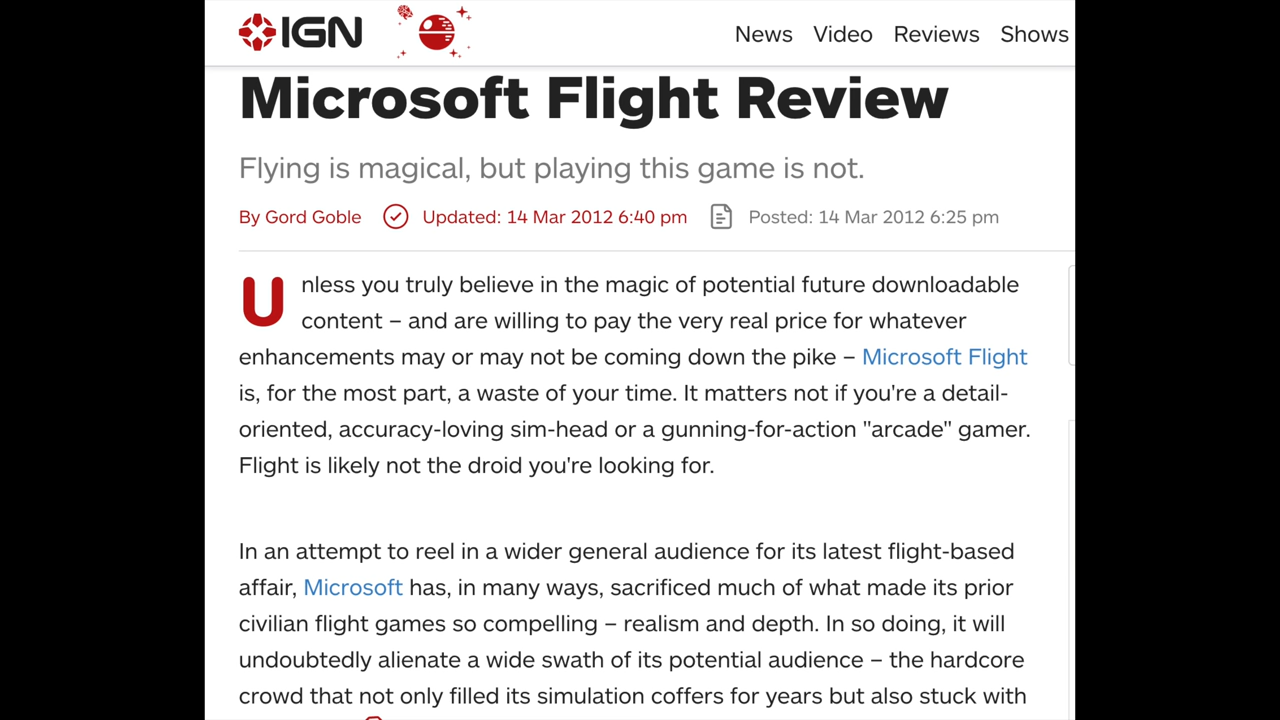 IGN
News Video Reviews Shows
Microsoft Flight Review
Flying is magical, but playing this game is not.
By Gord Goble Updated: 14 Mar 2012 6:40 pm Posted: 14 Mar 2012 6:25 pm
Unless you truly believe in the magic of potential future downloadable
content – and are willing to pay the very real price for whatever
enhancements may or may not be coming down the pike – Microsoft Flight
is, for the most part, a waste of your time. It matters not if you're a detail-
oriented, accuracy-loving sim-head or a gunning-for-action "arcade" gamer.
Flight is likely not the droid you're looking for.
In an attempt to reel in a wider general audience for its latest flight-based
affair, Microsoft has, in many ways, sacrificed much of what made its prior
civilian flight games so compelling – realism and depth. In so doing, it will
undoubtedly alienate a wide swath of its potential audience – the hardcore
crowd that not only filled its simulation coffers for years but also stuck with